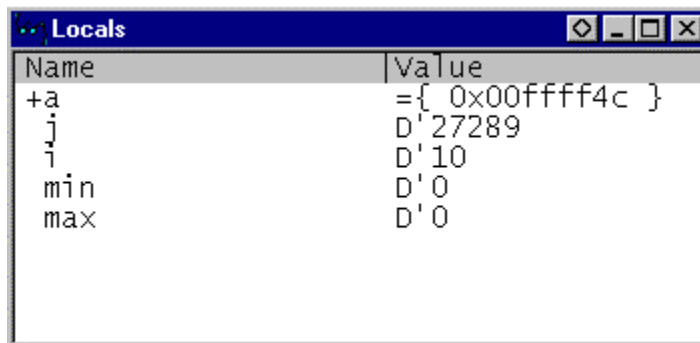 Locals
Name Value
+a ={ 0x00ffff4c }
j D'27289
i D'10
min D'0
max D'0